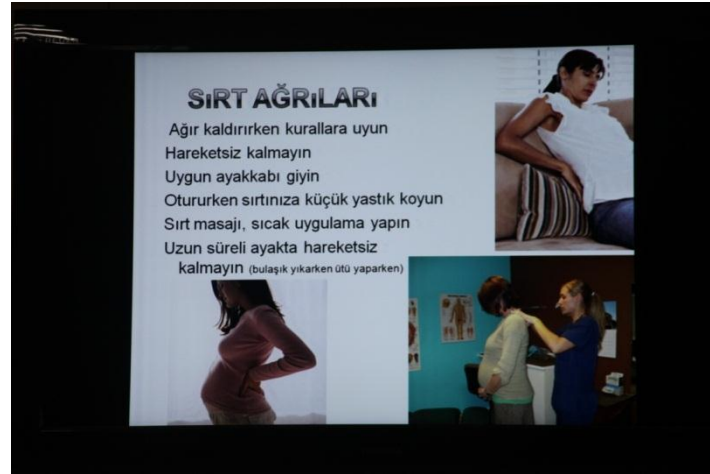 SıRT AĞRıLARı
Ağır kaldırırken kurallara uyun
Hareketsiz kalmayın
Uygun ayakkabı giyin
Otururken sırtınıza küçük yastık koyun
Sırt masajı, sıcak uygulama yapın
Uzun süreli ayakta hareketsiz
kalmayın (bulaşık yıkarken ütü yaparken)